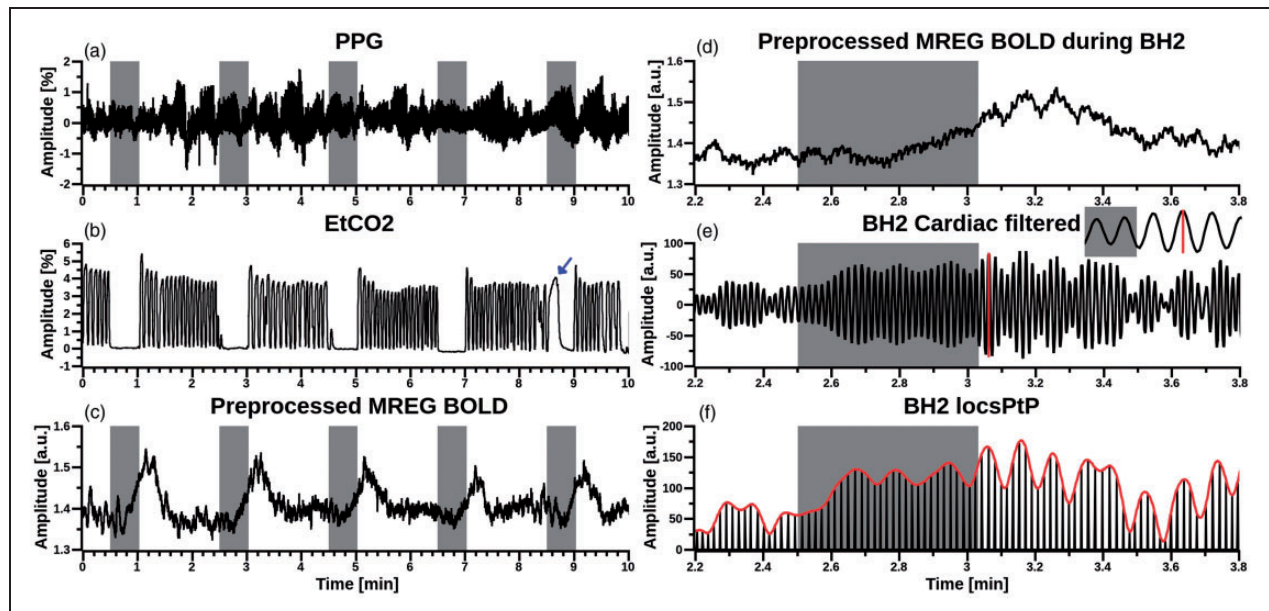 (a) PPG
Amplitude [%]
2
1
0
-1
-2
0 1 2 3 4 5 6 7 8 9 10
(b) EtCO2
Amplitude [%]
6
5
4
3
2
1
0
-1
0 1 2 3 4 5 6 7 8 9 10
(c) Preprocessed MREG BOLD
Amplitude [a.u.]
1.6
1.5
1.4
1.3
0 1 2 3 4 5 6 7 8 9 10
Time [min]
(d) Preprocessed MREG BOLD during BH2
Amplitude [a.u.]
1.6
1.5
1.4
1.3
2.2 2.4 2.6 2.8 3 3.2 3.4 3.6 3.8
(e) BH2 Cardiac filtered
Amplitude [a.u.]
100
50
0
-50
-100
2.2 2.4 2.6 2.8 3 3.2 3.4 3.6 3.8
(f) BH2 locsPtP
Amplitude [a.u.]
200
150
100
50
0
2.2 2.4 2.6 2.8 3 3.2 3.4 3.6 3.8
Time [min]